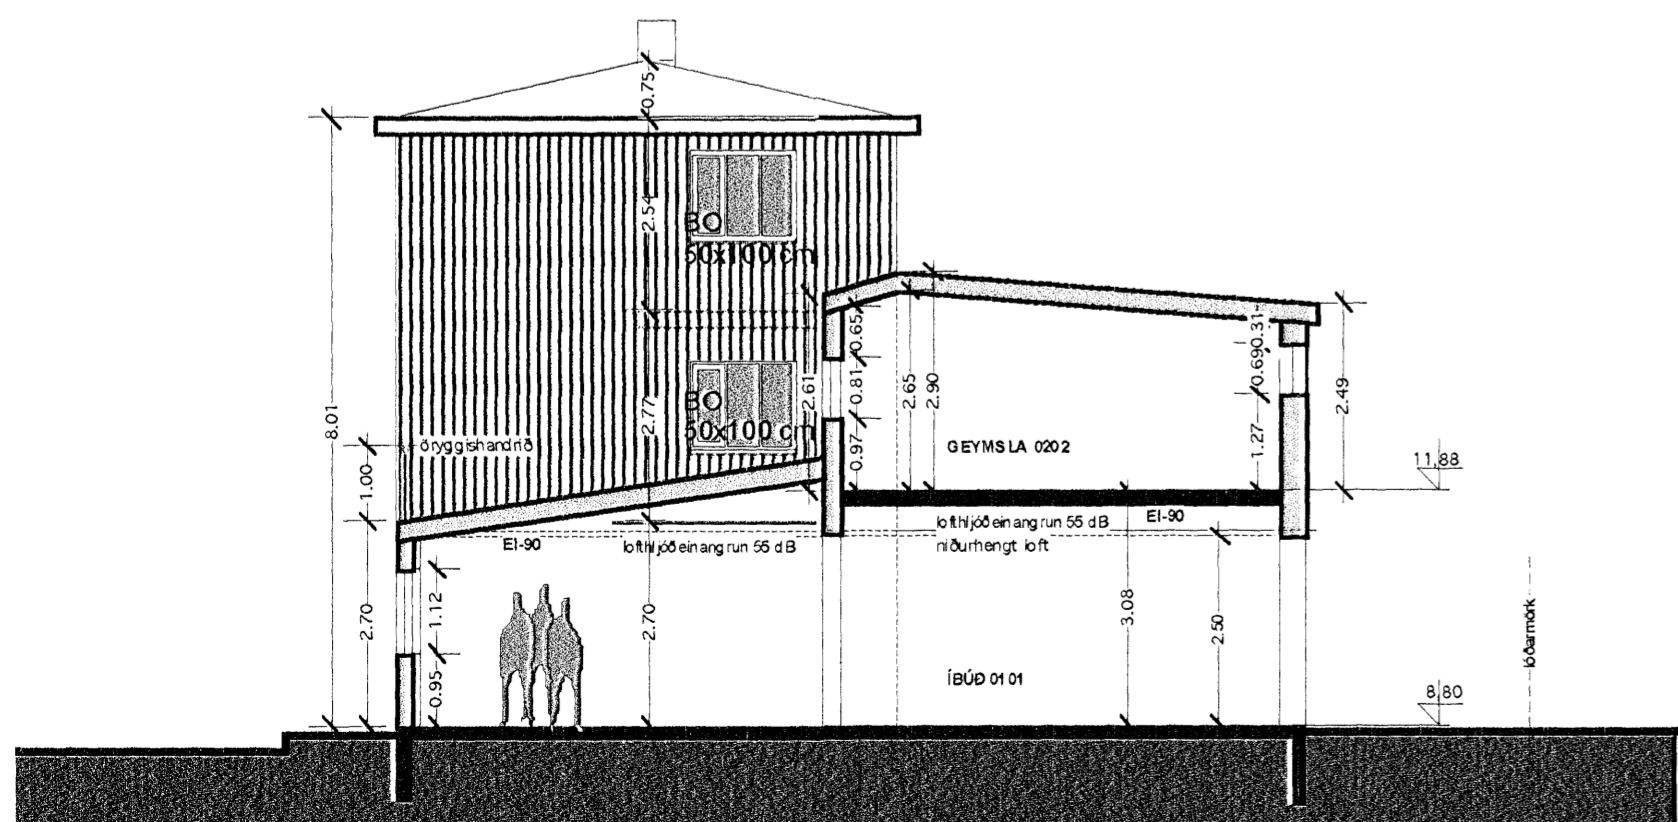 0.75
8.01
2.54
BO
50x100 cm
2.77
BO
50x100 cm
2.61
0.65
0.81
0.97
2.65
2.90
0.31
0.69
1.27
2.49
GEYMSLA 0202
11,88
öryggishandrið
1.00
2.70
EI-90
lofthljóðeinangrun 55 dB
lofthljóðeinangrun 55 dB
EI-90
niðurhengt loft
1.12
0.95
2.70
3.08
2.50
ÍBÚÐ 01 01
8,80
lóðarmörk